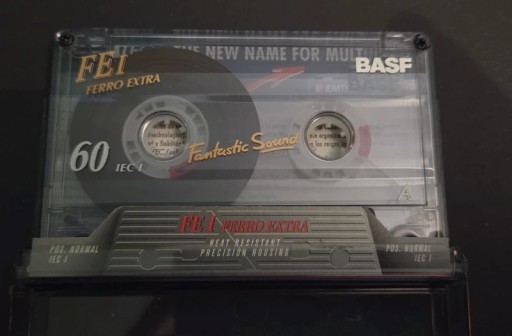 THE NEW NAME FOR
FE I
FERRO EXTRA
BASF
60 IEC I
Fantastic Sound
A
FE I FERRO EXTRA
HEAT RESISTANT
PRECISION HOUSING
POS. NORMAL
IEC I
POS. NORMAL
IEC I